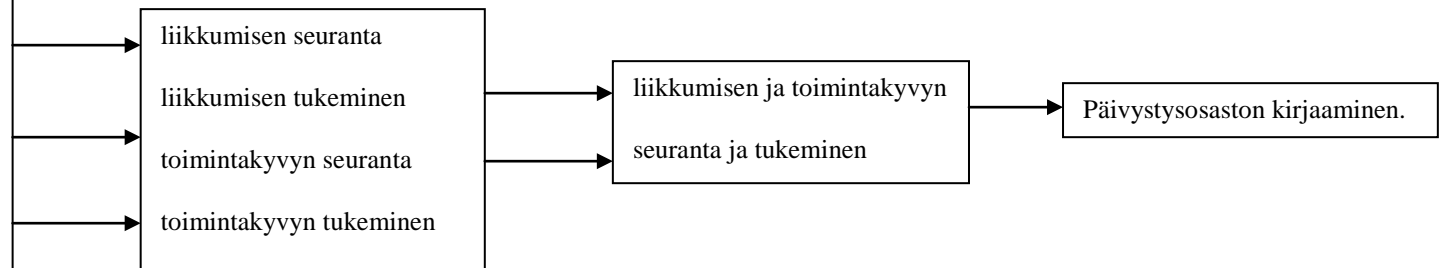 liikkumisen seuranta
liikkumisen tukeminen
toimintakyvyn seuranta
toimintakyvyn tukeminen
liikkumisen ja toimintakyvyn
seuranta ja tukeminen
Päivystysosaston kirjaaminen.